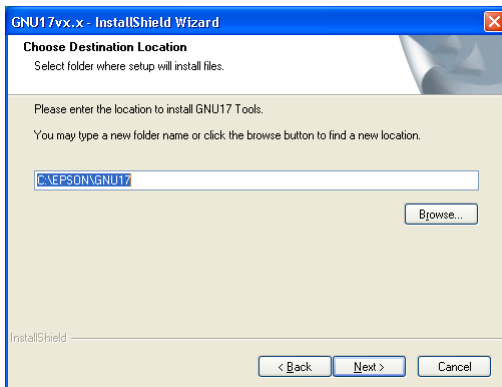 GNU17vx.x - InstallShield Wizard
Choose Destination Location
Select folder where setup will install files.
Please enter the location to install GNU17 Tools.
You may type a new folder name or click the browse button to find a new location.
C:\EPSON\GNU17
Browse...
InstallShield
< Back
Next >
Cancel